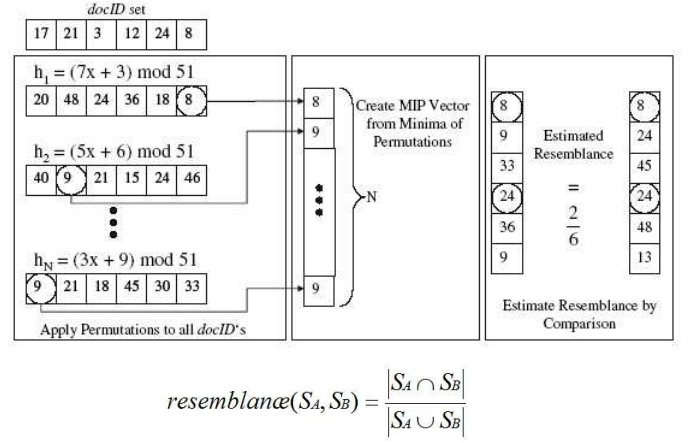 docID set
17 21 3 12 24 8
h1 = (7x + 3) mod 51
20 48 24 36 18 8
h2 = (5x + 6) mod 51
40 9 21 15 24 46
hN = (3x + 9) mod 51
9 21 18 45 30 33
Apply Permutations to all docID's
8
9
9
Create MIP Vector
from Minima of
Permutations
N
8
9
33
24
36
9
Estimated
Resemblance
=
2
6
8
24
45
24
48
13
Estimate Resemblance by
Comparison
resemblance(SA, SB) = |SA ∩ SB| / |SA ∪ SB|